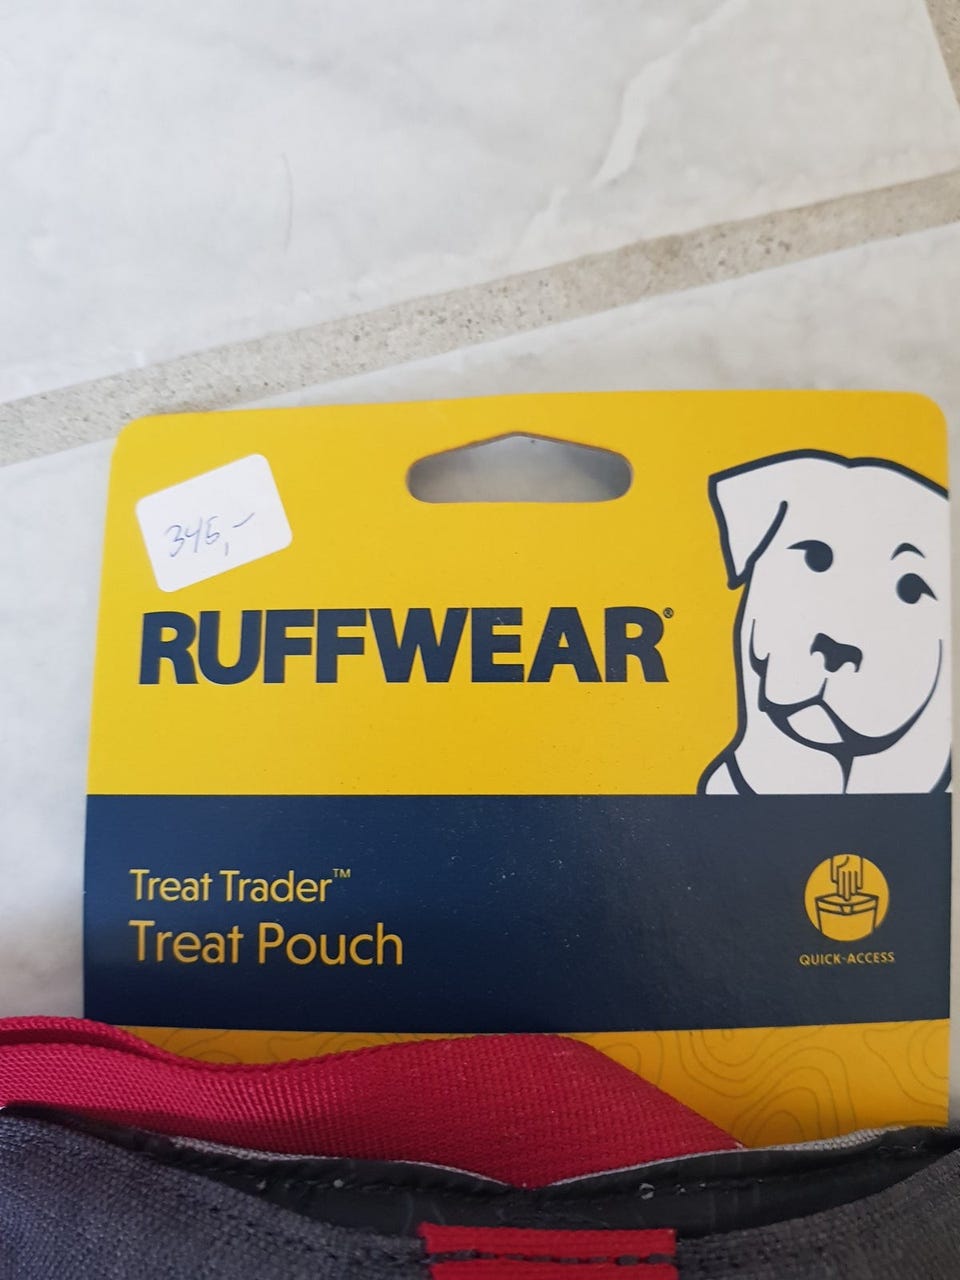 345,-
RUFFWEAR®
Treat Trader™
Treat Pouch
QUICK-ACCESS